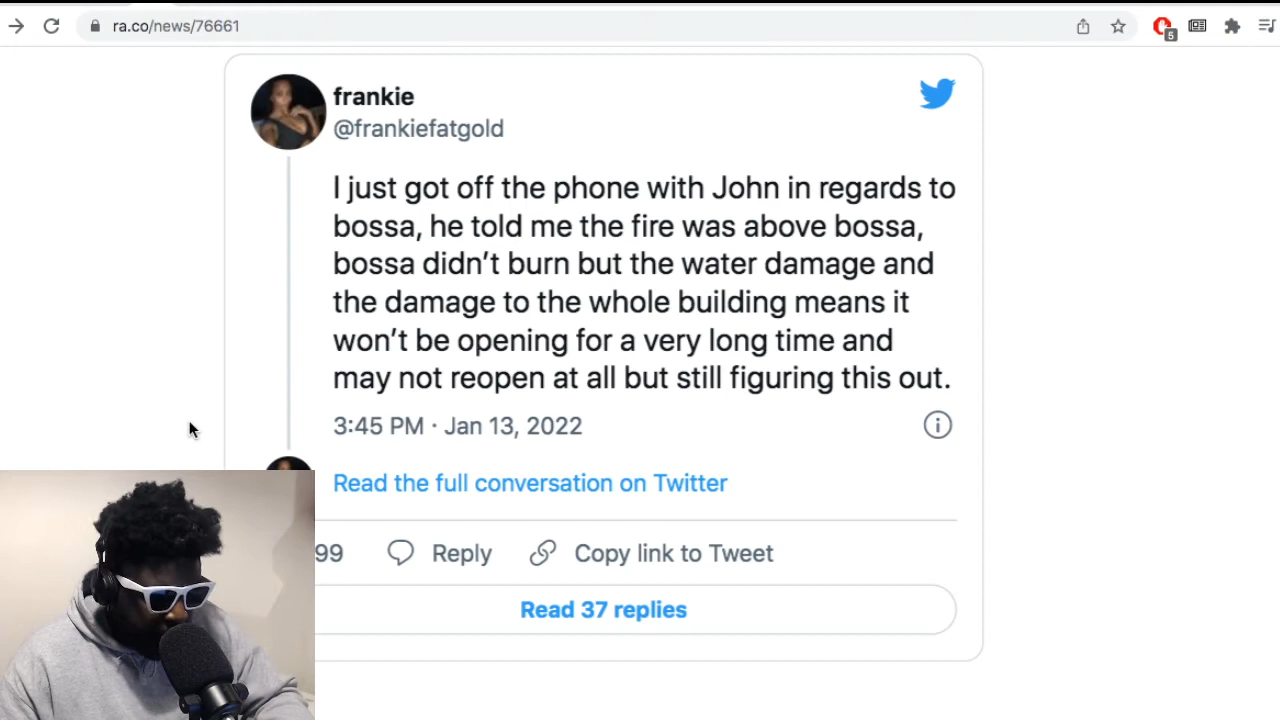 ra.co/news/76661
5
frankie
@frankiefatgold
I just got off the phone with John in regards to
bossa, he told me the fire was above bossa,
bossa didn’t burn but the water damage and
the damage to the whole building means it
won’t be opening for a very long time and
may not reopen at all but still figuring this out.
3:45 PM · Jan 13, 2022
Read the full conversation on Twitter
99 Reply Copy link to Tweet
Read 37 replies